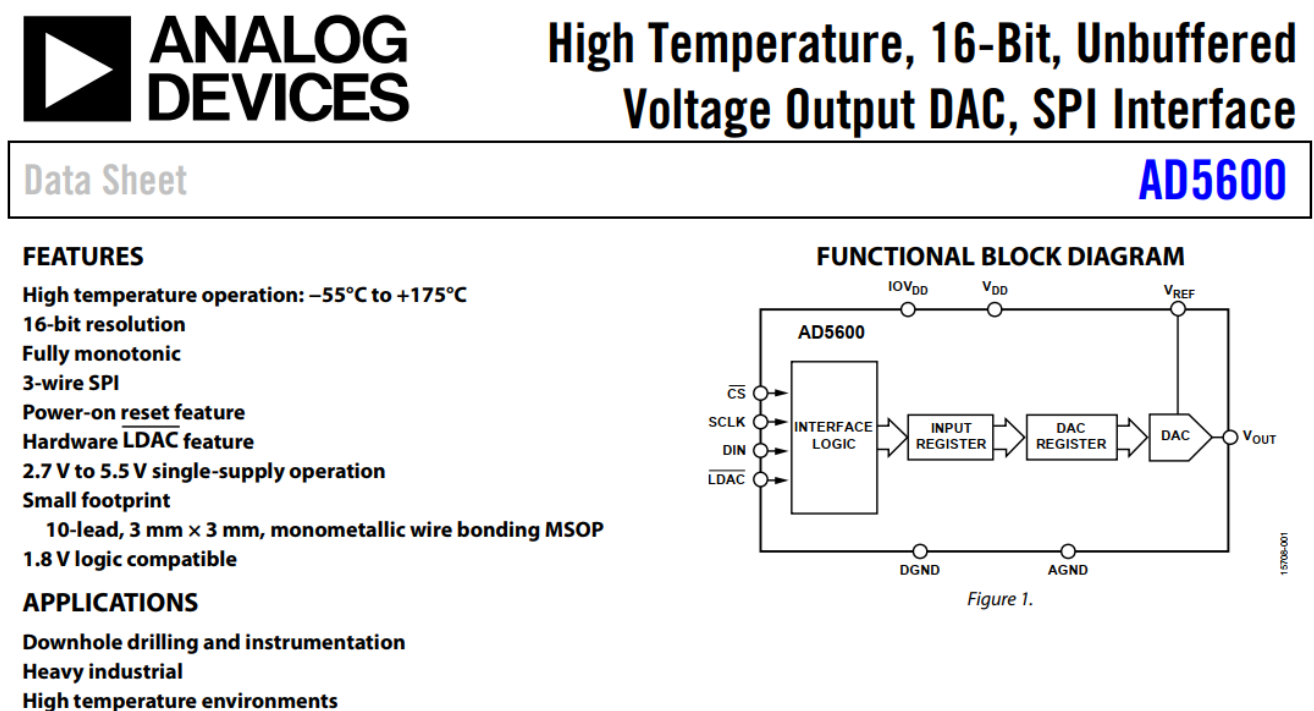 ANALOG
DEVICES
High Temperature, 16-Bit, Unbuffered
Voltage Output DAC, SPI Interface
Data Sheet
AD5600
FEATURES
High temperature operation: −55°C to +175°C
16-bit resolution
Fully monotonic
3-wire SPI
Power-on reset feature
Hardware LDAC feature
2.7 V to 5.5 V single-supply operation
Small footprint
10-lead, 3 mm × 3 mm, monometallic wire bonding MSOP
1.8 V logic compatible
APPLICATIONS
Downhole drilling and instrumentation
Heavy industrial
High temperature environments
FUNCTIONAL BLOCK DIAGRAM
IOVDD
VDD
VREF
AD5600
CS
SCLK
DIN
LDAC
INTERFACE
LOGIC
INPUT
REGISTER
DAC
REGISTER
DAC
VOUT
DGND
AGND
15708-001
Figure 1.